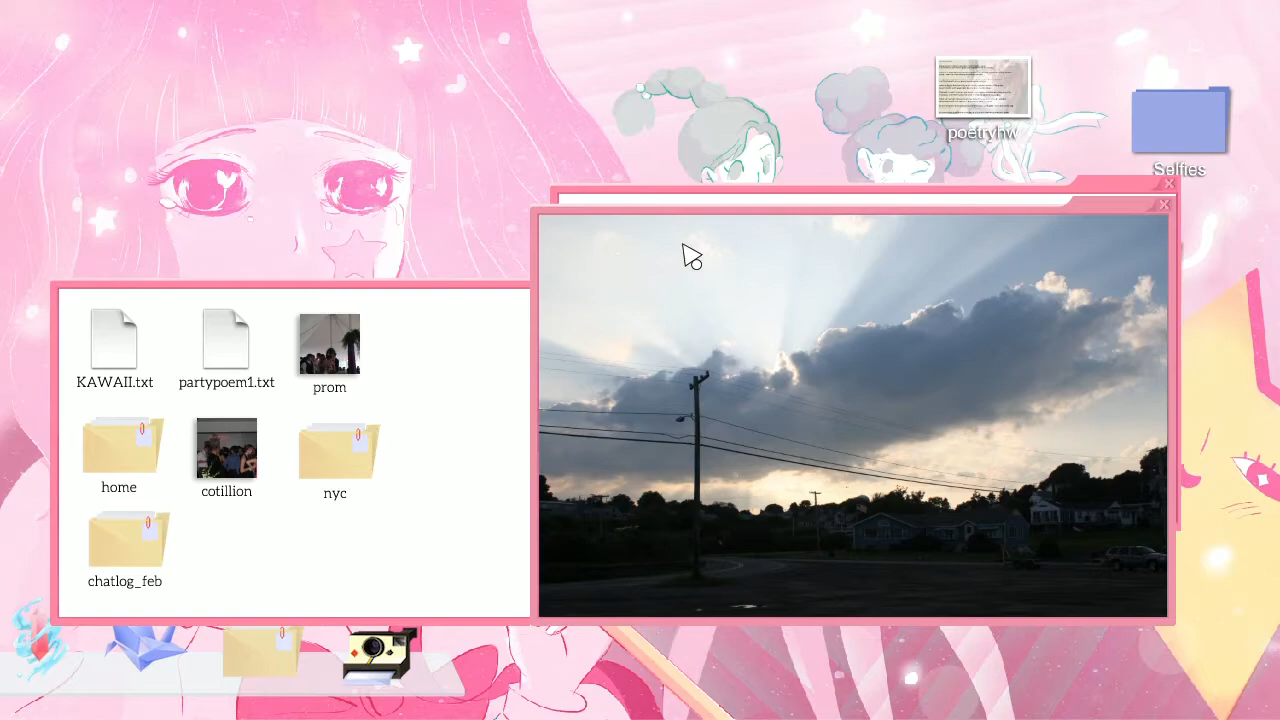 poetryhw
Selfies
KAWAII.txt
partypoem1.txt
prom
home
cotillion
nyc
chatlog_feb